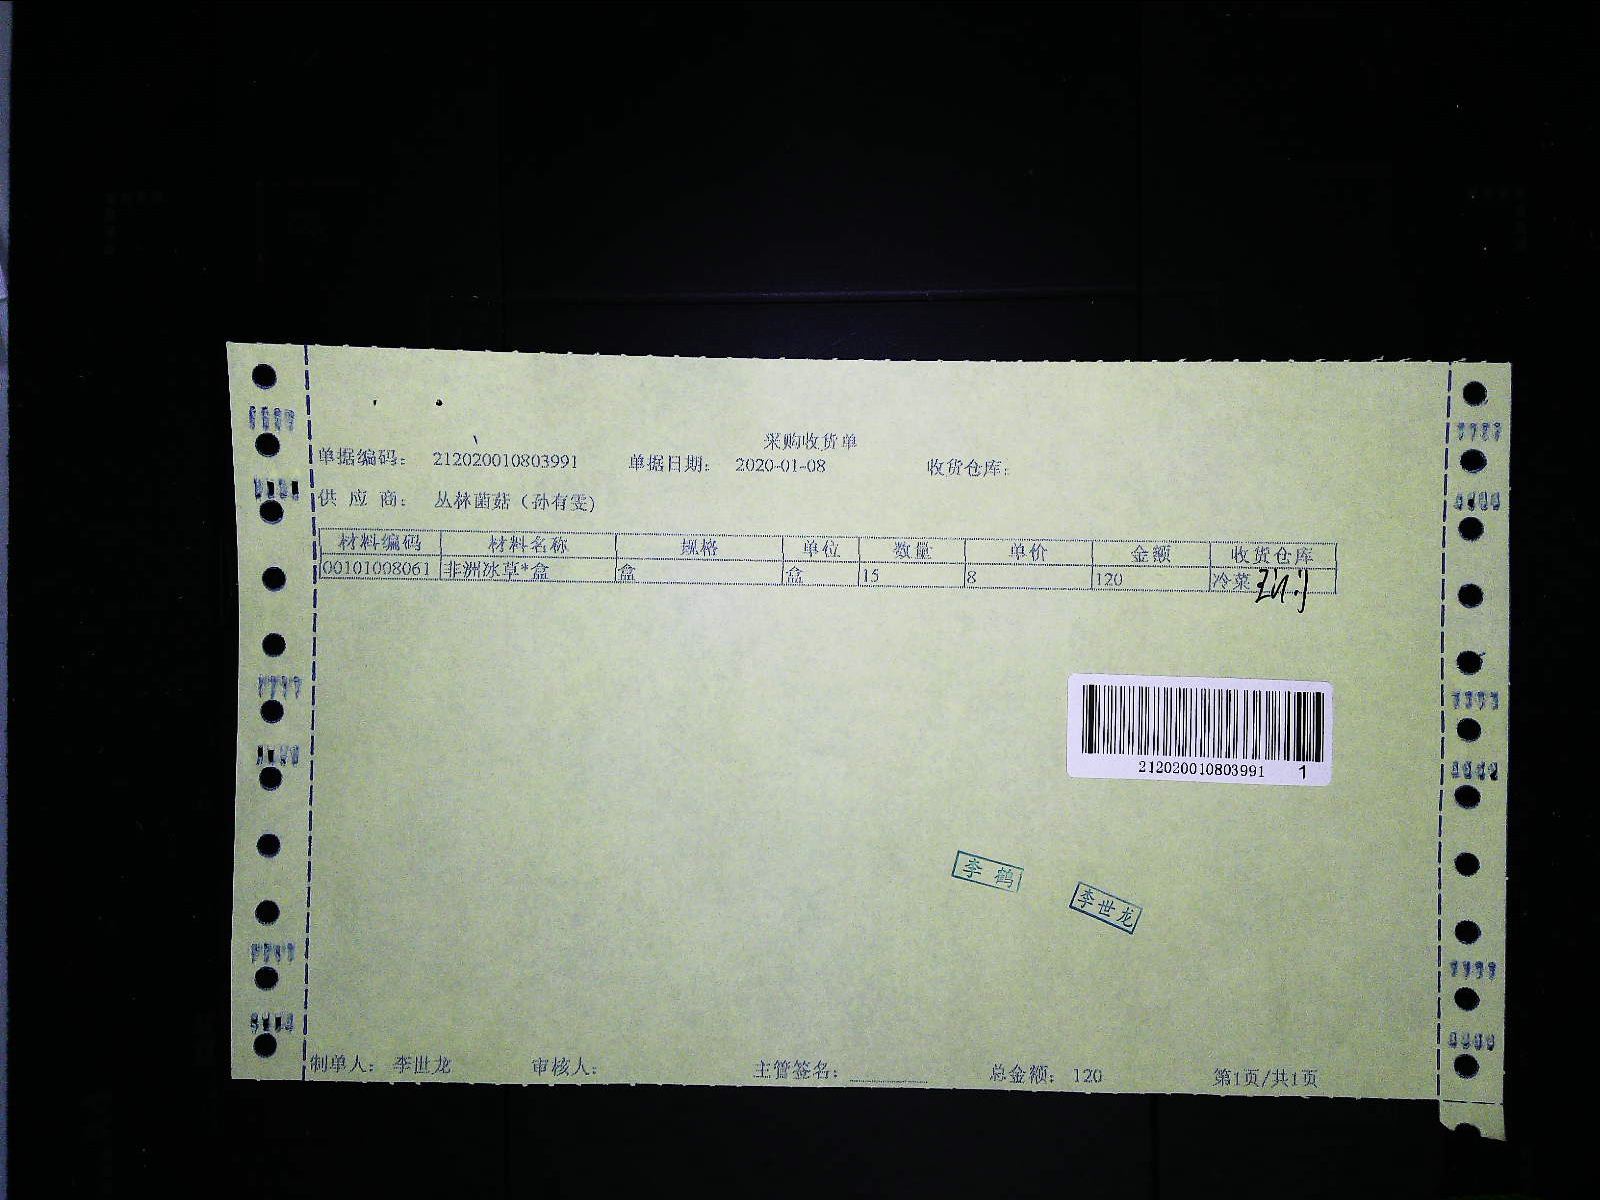 采购收货单
单据编码： 212020010803991 单据日期： 2020-01-08 收货仓库：
供 应 商： 丛林菌菇（孙有雯）
材料编码 材料名称 规格 单位 数量 单价 金额 收货仓库
00101008061 非洲冰草*盒 盒 盒 15 8 120 冷菜
212020010803991 1
李 鹤
李世龙
制单人： 李世龙 审核人： 主管签名： 总金额： 120 第1页/共1页